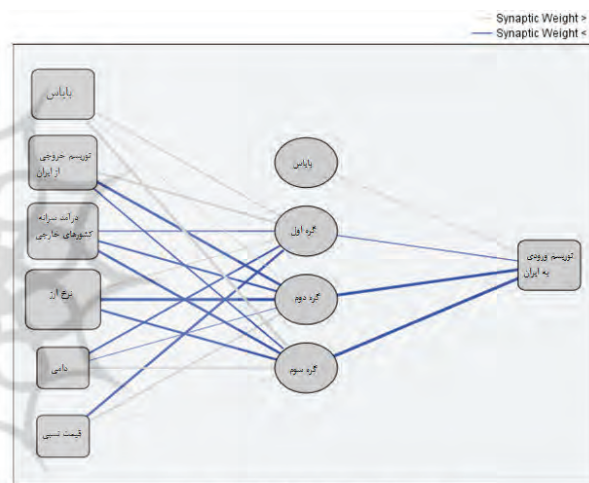 Synaptic Weight >
Synaptic Weight <
بایاس
توریسم خروجی
از ایران
درآمد سرانه
کشورهای خارجی
نرخ ارز
دامی
قیمت نسبی
بایاس
گره اول
گره دوم
گره سوم
توریسم ورودی
به ایران